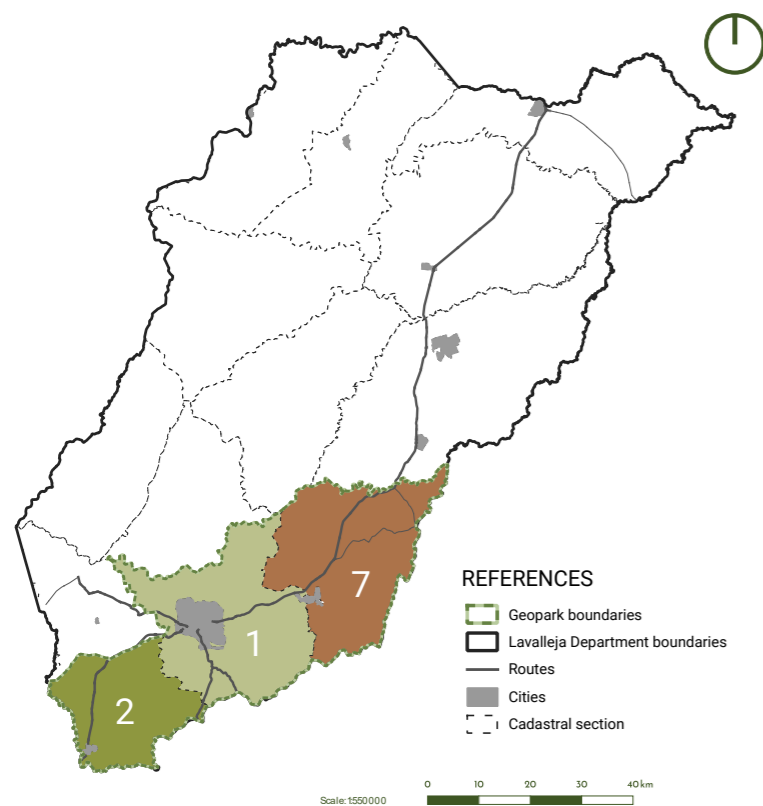 7
1
2
REFERENCES
Geopark boundaries
Lavalleja Department boundaries
Routes
Cities
Cadastral section
0 10 20 30 40 km
Scale: 1:550000